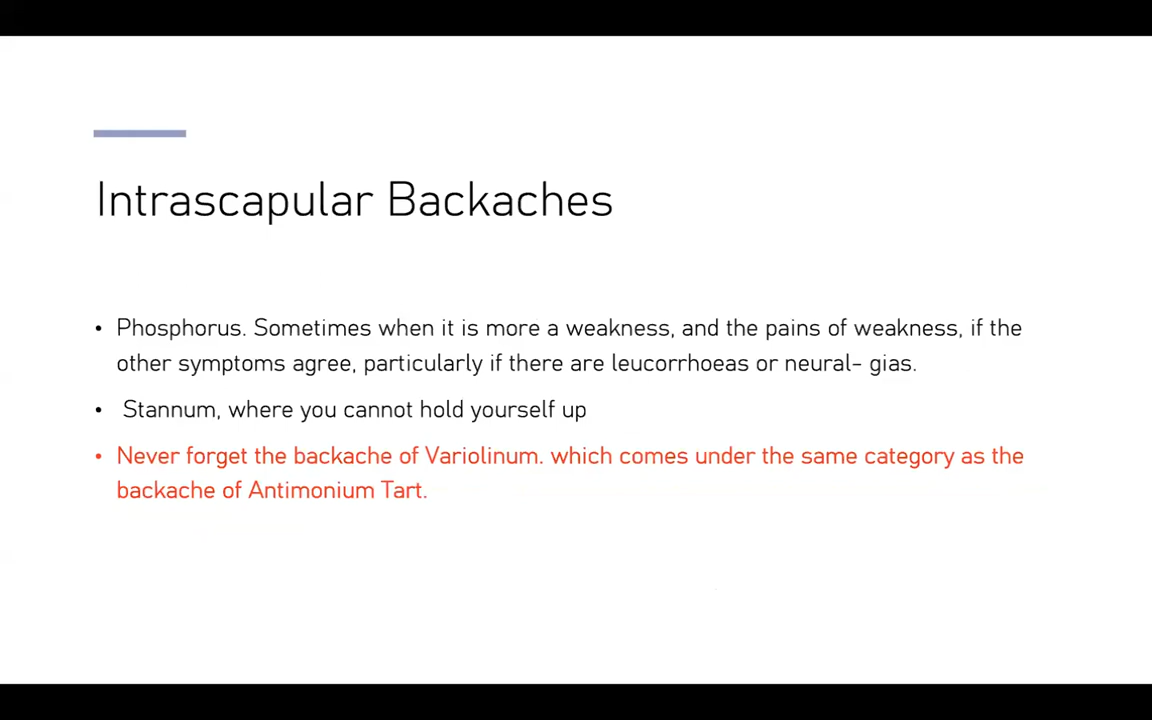 Intrascapular Backaches
• Phosphorus. Sometimes when it is more a weakness, and the pains of weakness, if the
other symptoms agree, particularly if there are leucorrhoeas or neural- gias.
• Stannum, where you cannot hold yourself up
• Never forget the backache of Variolinum. which comes under the same category as the
backache of Antimonium Tart.